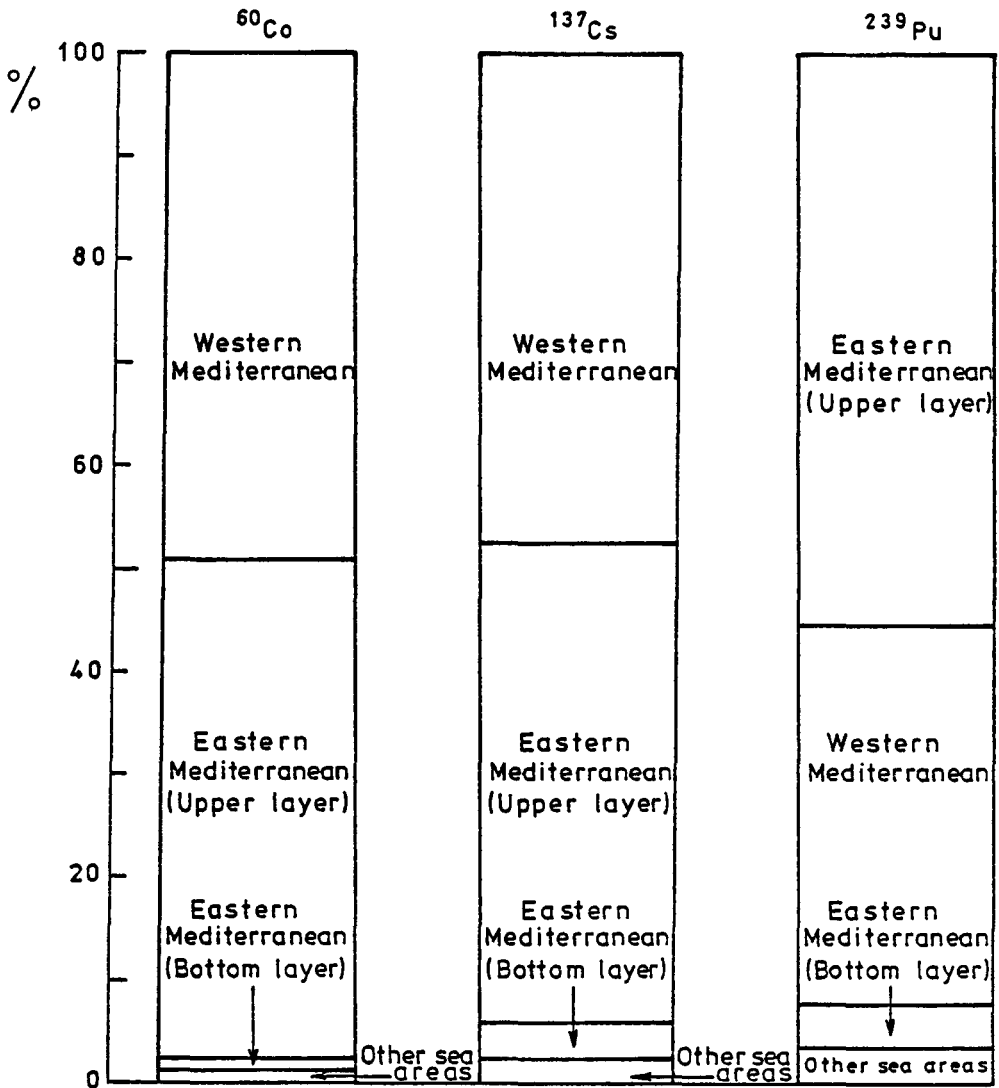 60Co 137Cs 239Pu
%
100
80
60
40
20
0
Western
Mediterranean
Eastern
Mediterranean
(Upper layer)
Eastern
Mediterranean
(Bottom layer)
Other sea
areas
Western
Mediterranean
Eastern
Mediterranean
(Upper layer)
Eastern
Mediterranean
(Bottom layer)
Other sea
areas
Eastern
Mediterranean
(Upper layer)
Western
Mediterranean
Eastern
Mediterranean
(Bottom layer)
Other sea areas